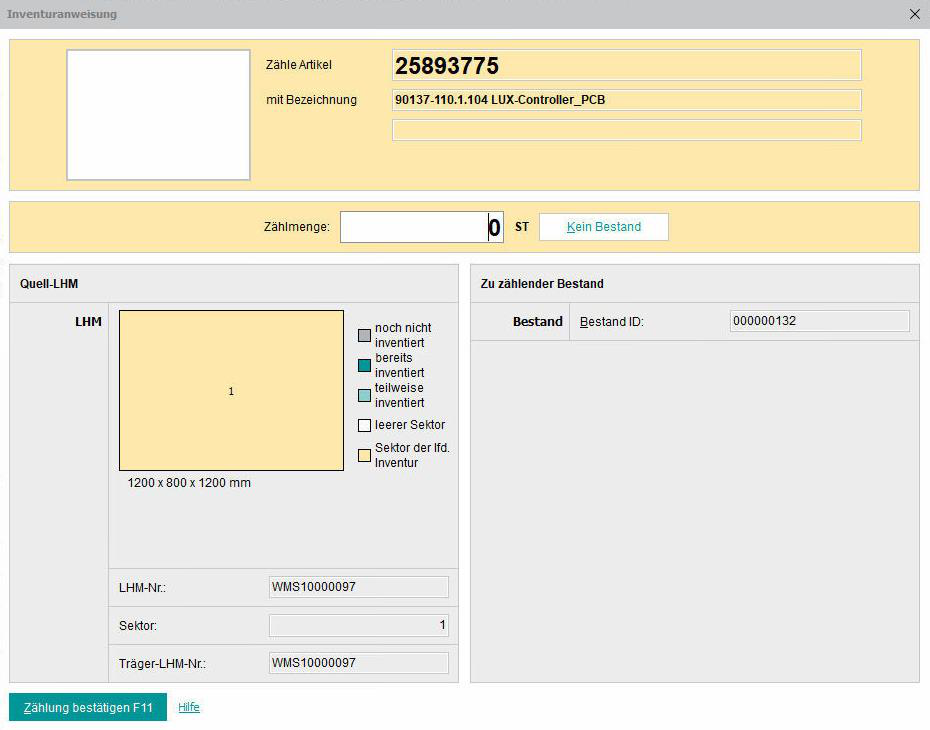 Inventuranweisung
Zähle Artikel
25893775
mit Bezeichnung
90137-110.1.104 LUX-Controller_PCB
Zählmenge:
0
ST
Kein Bestand
Quell-LHM
LHM
1
1200 x 800 x 1200 mm
noch nicht
inventiert
bereits
inventiert
teilweise
inventiert
leerer Sektor
Sektor der lfd.
Inventur
LHM-Nr.:
WMS10000097
Sektor:
1
Träger-LHM-Nr.:
WMS10000097
Zu zählender Bestand
Bestand
Bestand ID:
000000132
Zählung bestätigen F11
Hilfe